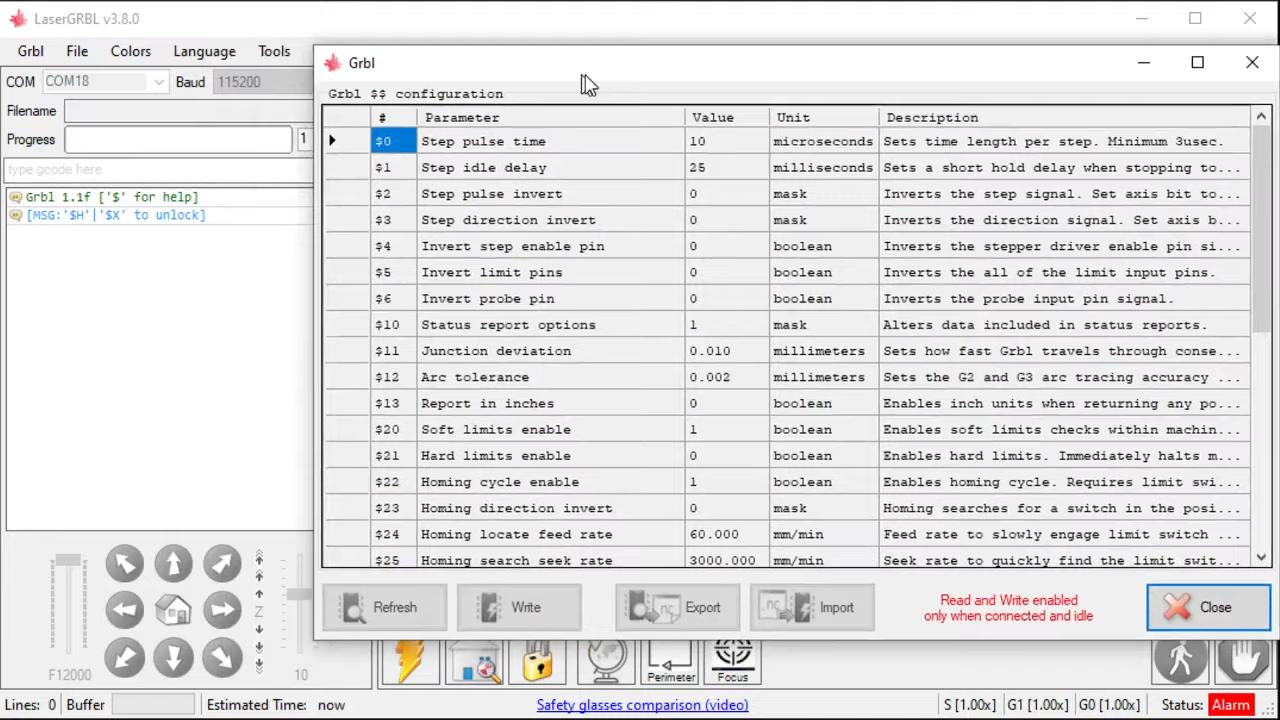 LaserGRBL v3.8.0
Grbl File Colors Language Tools
COM COM18 Baud 115200
Filename
Progress 1
type gcode here
Grbl 1.1f ['$' for help]
[MSG:'$H'|'$X' to unlock]
Grbl
Grbl $$ configuration
# Parameter Value Unit Description
$0 Step pulse time 10 microseconds Sets time length per step. Minimum 3usec.
$1 Step idle delay 25 milliseconds Sets a short hold delay when stopping to...
$2 Step pulse invert 0 mask Inverts the step signal. Set axis bit to...
$3 Step direction invert 0 mask Inverts the direction signal. Set axis b...
$4 Invert step enable pin 0 boolean Inverts the stepper driver enable pin si...
$5 Invert limit pins 0 boolean Inverts the all of the limit input pins.
$6 Invert probe pin 0 boolean Inverts the probe input pin signal.
$10 Status report options 1 mask Alters data included in status reports.
$11 Junction deviation 0.010 millimeters Sets how fast Grbl travels through conse...
$12 Arc tolerance 0.002 millimeters Sets the G2 and G3 arc tracing accuracy ...
$13 Report in inches 0 boolean Enables inch units when returning any po...
$20 Soft limits enable 1 boolean Enables soft limits checks within machin...
$21 Hard limits enable 0 boolean Enables hard limits. Immediately halts m...
$22 Homing cycle enable 1 boolean Enables homing cycle. Requires limit swi...
$23 Homing direction invert 0 mask Homing searches for a switch in the posi...
$24 Homing locate feed rate 60.000 mm/min Feed rate to slowly engage limit switch ...
$25 Homing search seek rate 3000.000 mm/min Seek rate to quickly find the limit swit...
Refresh Write Export Import
Read and Write enabled
only when connected and idle
Close
Z
F12000 10
Perimeter Focus
Lines: 0 Buffer Estimated Time: now Safety glasses comparison (video) S [1.00x] G1 [1.00x] G0 [1.00x] Status: Alarm